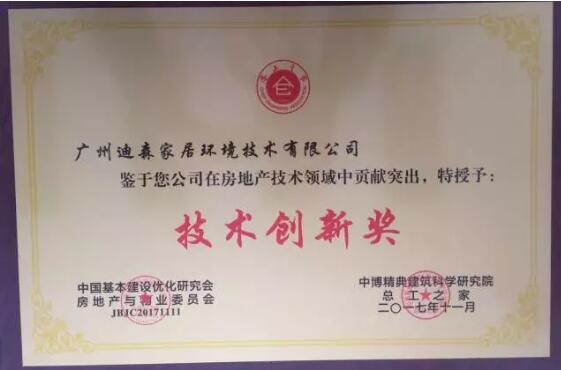 广州迪森家居环境技术有限公司
鉴于您公司在房地产技术领域中贡献突出，特授予：
技术创新奖
中国基本建设优化研究会
房地产与物业委员会
JBJC20171111
中博精典建筑科学研究院
总工之家
二〇一七年十一月